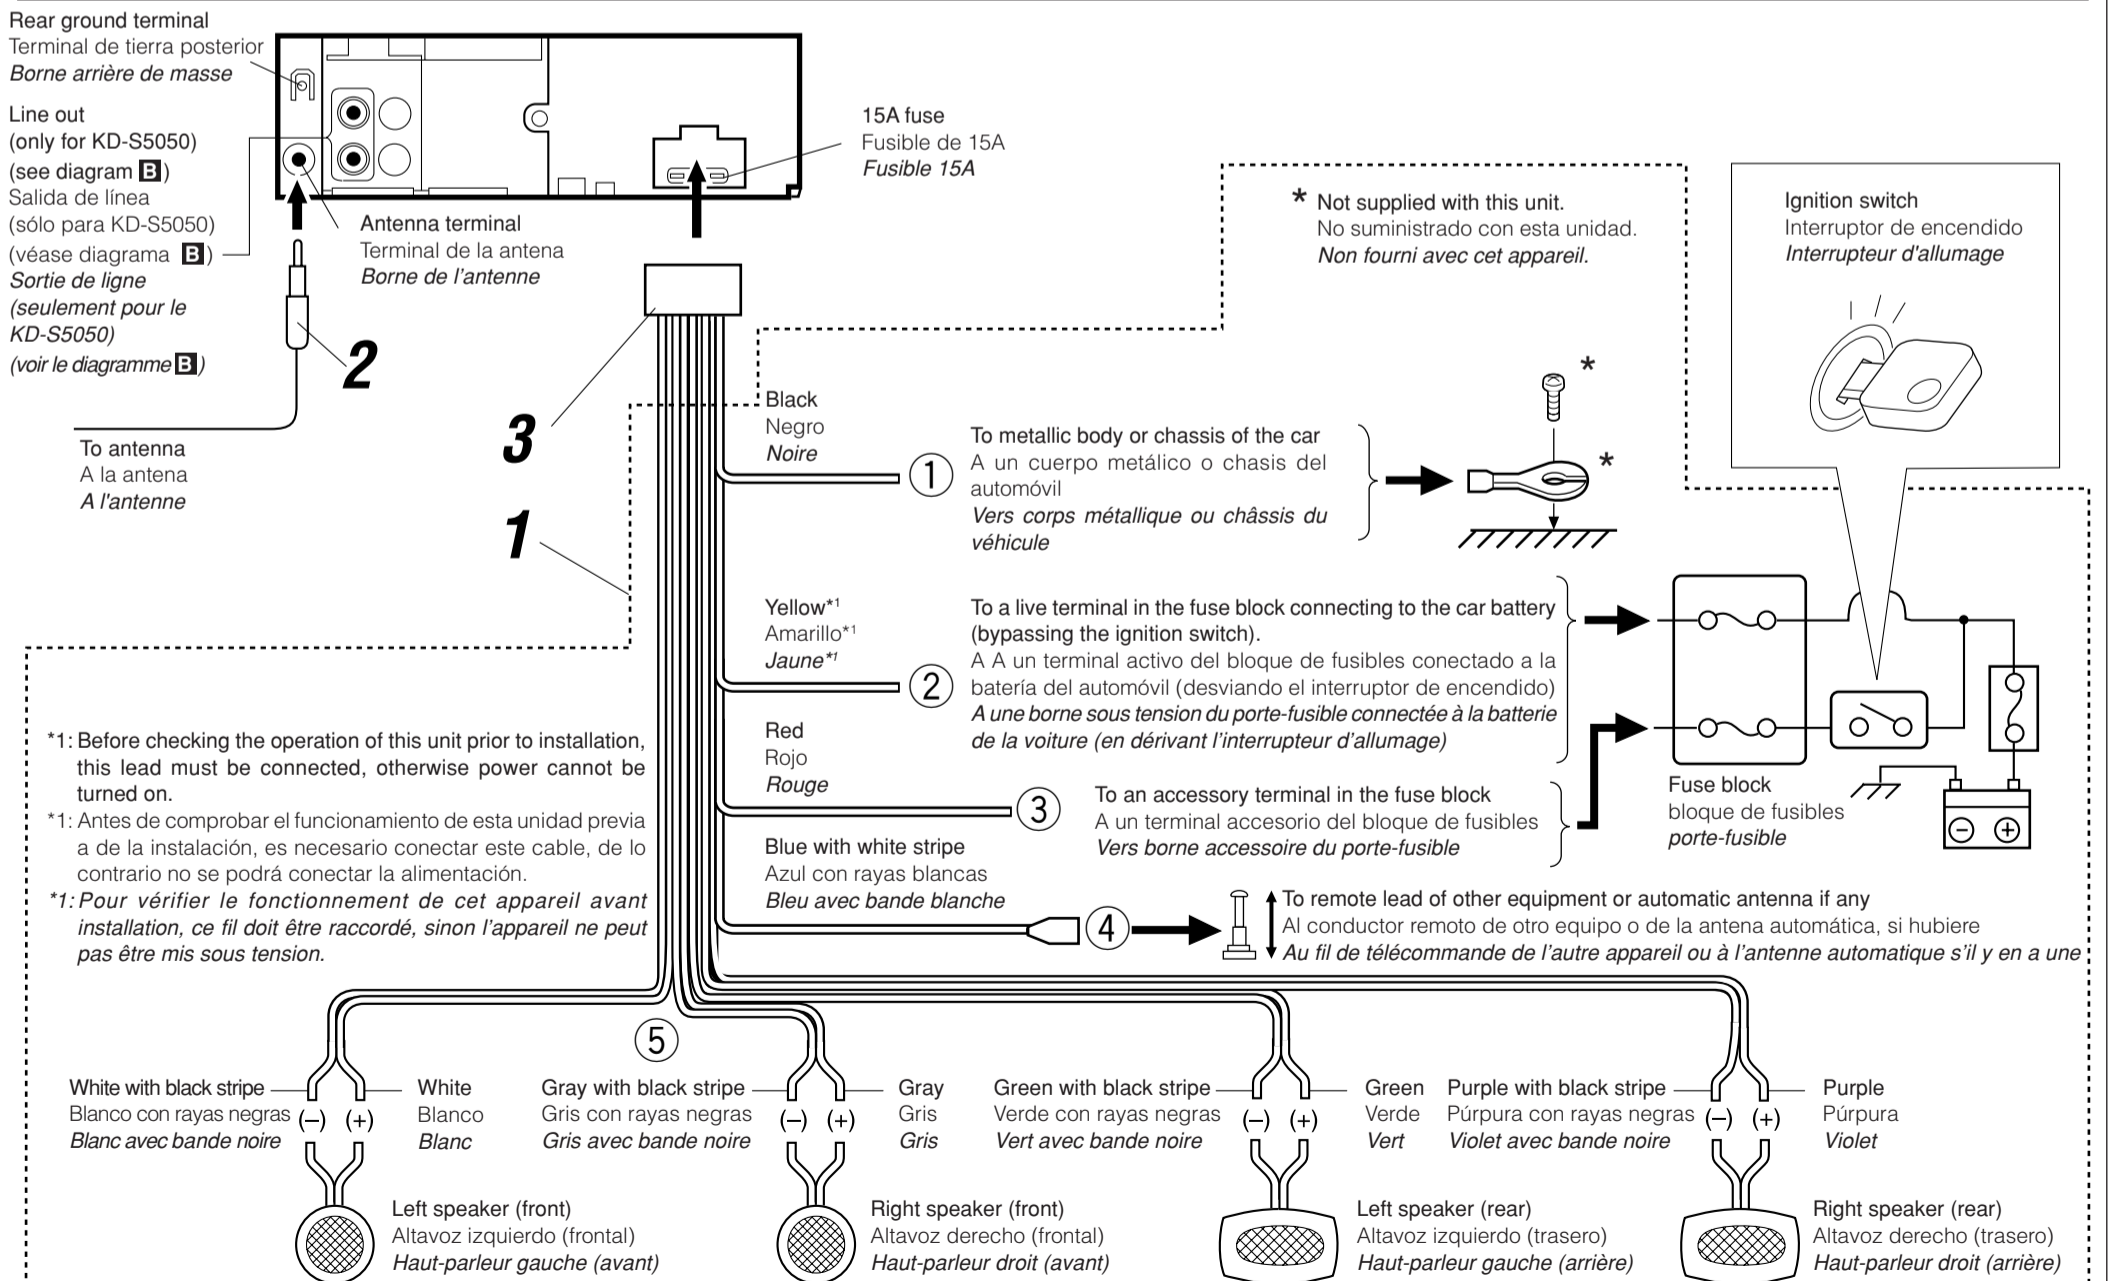 Rear ground terminal
Terminal de tierra posterior
Borne arrière de masse
Line out
(only for KD-S5050)
(see diagram B)
Salida de línea
(sólo para KD-S5050)
(véase diagrama B)
Sortie de ligne
(seulement pour le
KD-S5050)
(voir le diagramme B)
15A fuse
Fusible de 15A
Fusible 15A
Antenna terminal
Terminal de la antena
Borne de l'antenne
* Not supplied with this unit.
No suministrado con esta unidad.
Non fourni avec cet appareil.
Ignition switch
Interruptor de encendido
Interrupteur d'allumage
2
3
1
To antenna
A la antena
A l'antenne
Black
Negro
Noire
①
To metallic body or chassis of the car
A un cuerpo metálico o chasis del
automóvil
Vers corps métallique ou châssis du
véhicule
*
*
Yellow*1
Amarillo*1
Jaune*1
②
To a live terminal in the fuse block connecting to the car battery
(bypassing the ignition switch).
A A un terminal activo del bloque de fusibles conectado a la
batería del automóvil (desviando el interruptor de encendido)
A une borne sous tension du porte-fusible connectée à la batterie
de la voiture (en dérivant l'interrupteur d'allumage)
Red
Rojo
Rouge
③
To an accessory terminal in the fuse block
A un terminal accesorio del bloque de fusibles
Vers borne accessoire du porte-fusible
Fuse block
bloque de fusibles
porte-fusible
− +
*1: Before checking the operation of this unit prior to installation,
this lead must be connected, otherwise power cannot be
turned on.
*1: Antes de comprobar el funcionamiento de esta unidad previa
a de la instalación, es necesario conectar este cable, de lo
contrario no se podrá conectar la alimentación.
*1: Pour vérifier le fonctionnement de cet appareil avant
installation, ce fil doit être raccordé, sinon l'appareil ne peut
pas être mis sous tension.
Blue with white stripe
Azul con rayas blancas
Bleu avec bande blanche
④
To remote lead of other equipment or automatic antenna if any
Al conductor remoto de otro equipo o de la antena automática, si hubiere
Au fil de télécommande de l'autre appareil ou à l'antenne automatique s'il y en a une
⑤
White with black stripe
Blanco con rayas negras
Blanc avec bande noire
(−) (+)
White
Blanco
Blanc
Gray with black stripe
Gris con rayas negras
Gris avec bande noire
(−) (+)
Gray
Gris
Gris
Green with black stripe
Verde con rayas negras
Vert avec bande noire
(−) (+)
Green
Verde
Vert
Purple with black stripe
Púrpura con rayas negras
Violet avec bande noire
(−) (+)
Purple
Púrpura
Violet
Left speaker (front)
Altavoz izquierdo (frontal)
Haut-parleur gauche (avant)
Right speaker (front)
Altavoz derecho (frontal)
Haut-parleur droit (avant)
Left speaker (rear)
Altavoz izquierdo (trasero)
Haut-parleur gauche (arrière)
Right speaker (rear)
Altavoz derecho (trasero)
Haut-parleur droit (arrière)